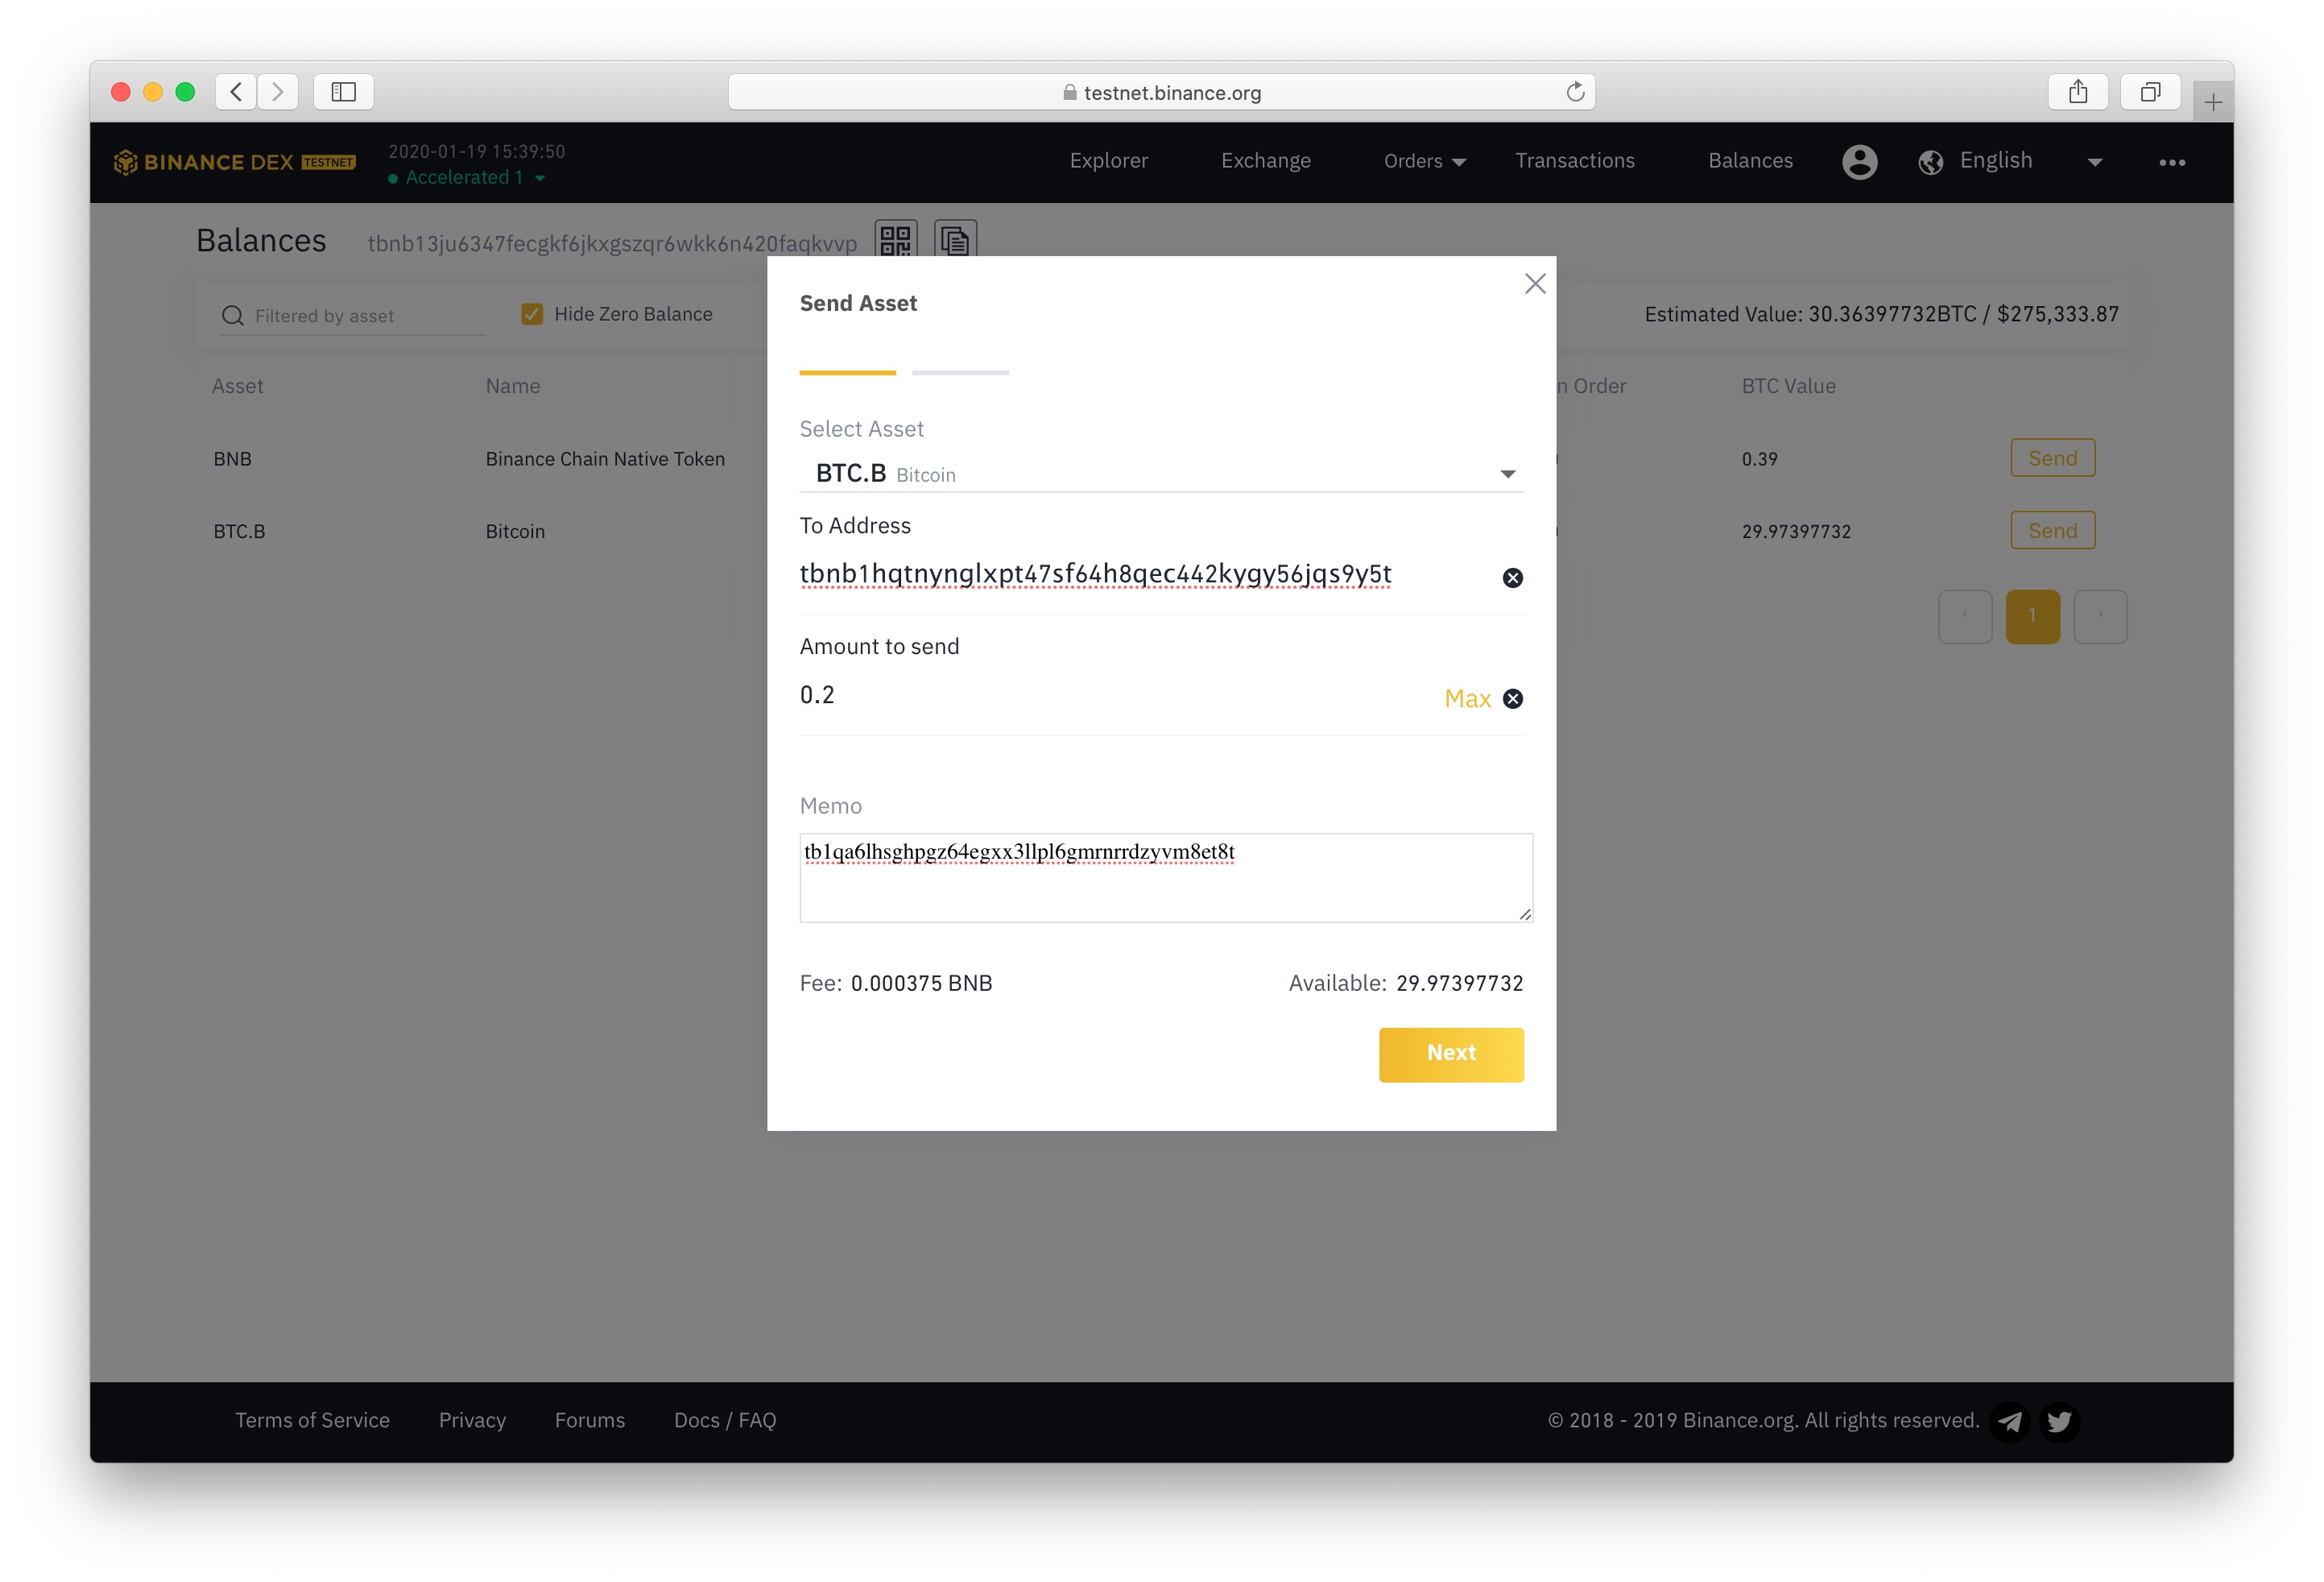 testnet.binance.org
BINANCE DEX TESTNET
2020-01-19 15:39:50
Accelerated 1
Explorer
Exchange
Orders
Transactions
Balances
English
Balances
tbnb13ju6347fecgkf6jkxgszqr6wkk6n420faqkvvp
Filtered by asset
Hide Zero Balance
Estimated Value: 30.36397732BTC / $275,333.87
Asset
Name
n Order
BTC Value
BNB
Binance Chain Native Token
0.39
Send
BTC.B
Bitcoin
29.97397732
Send
1
Send Asset
Select Asset
BTC.B Bitcoin
To Address
tbnb1hqtnynglxpt47sf64h8qec442kygy56jqs9y5t
Amount to send
0.2
Max
Memo
tb1qa6lhsghpgz64egxx3llpl6gmrnrrdzyvm8et8t
Fee: 0.000375 BNB
Available: 29.97397732
Next
Terms of Service
Privacy
Forums
Docs / FAQ
© 2018 - 2019 Binance.org. All rights reserved.